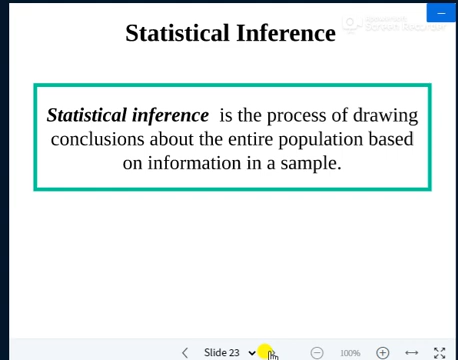 Statistical Inference
Statistical inference is the process of drawing
conclusions about the entire population based
on information in a sample.
Slide 23
100%